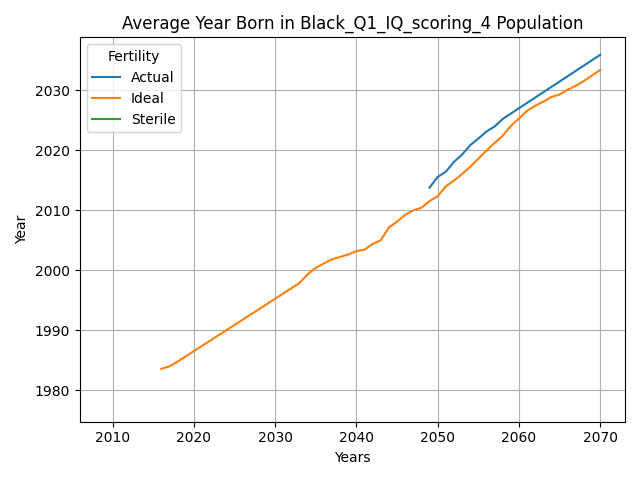 Average Year Born in Black_Q1_IQ_scoring_4 Population
Fertility
Actual
Ideal
Sterile
Year
2030
2020
2010
2000
1990
1980
2010 2020 2030 2040 2050 2060 2070
Years